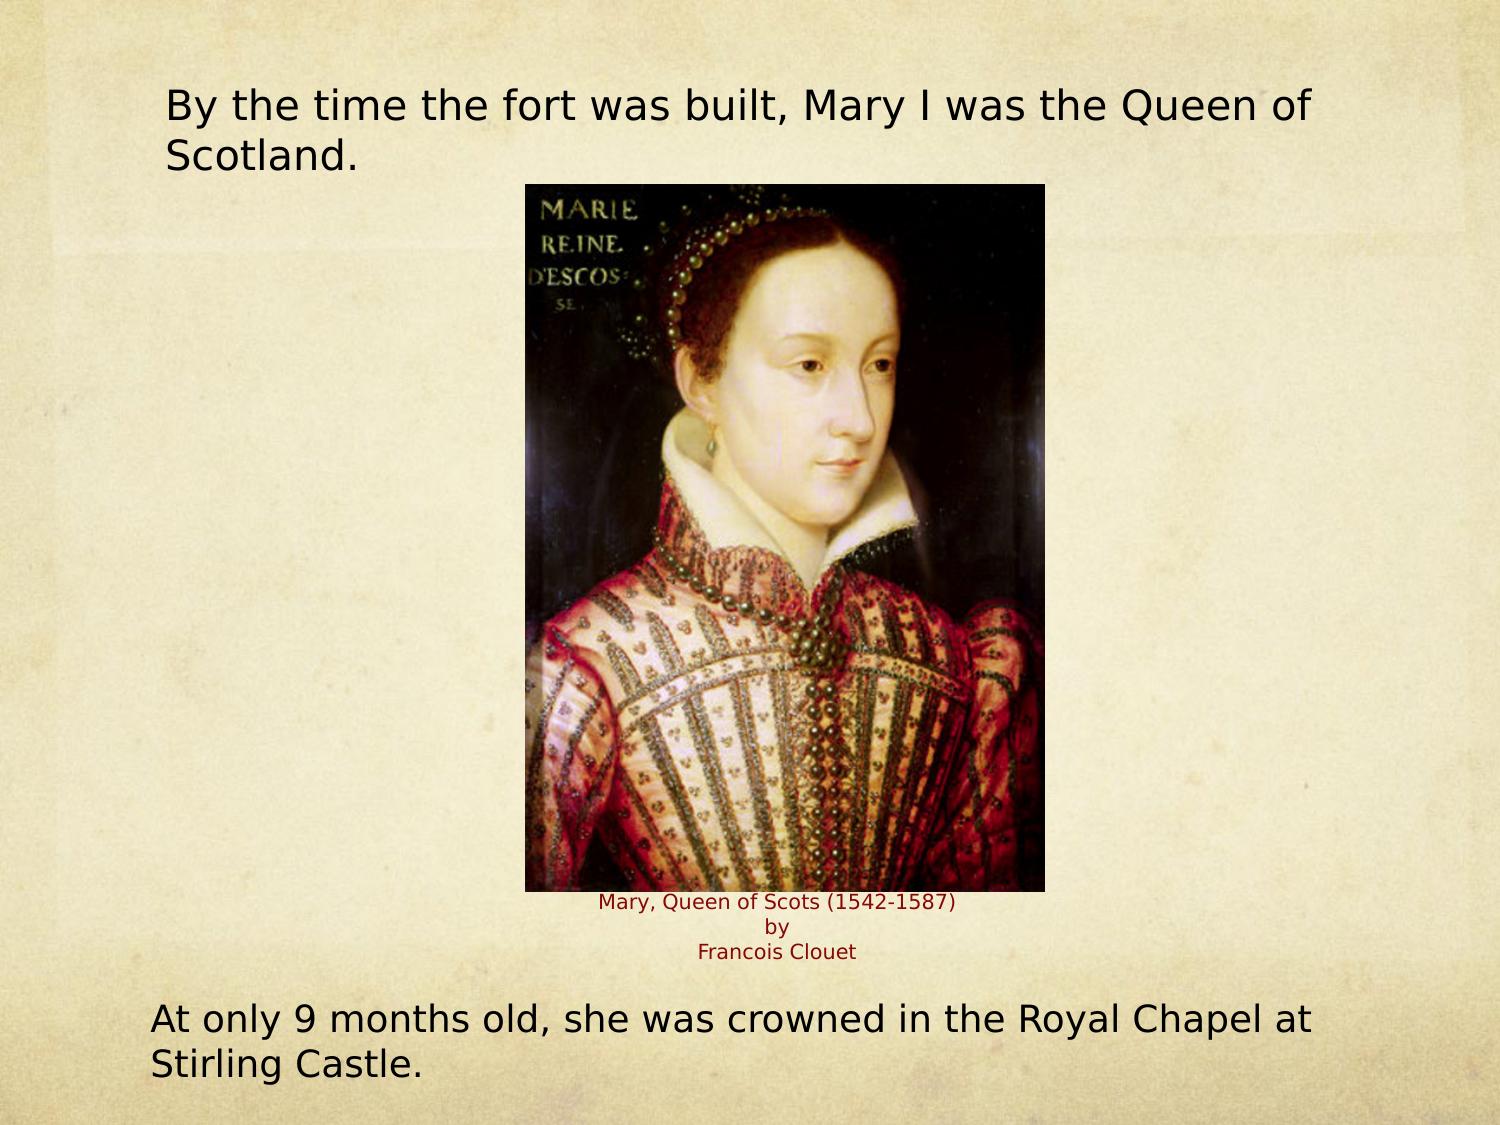 By the time the fort was built, Mary I was the Queen of
Scotland.
MARIE
REINE
D'ESCOS
SE
Mary, Queen of Scots (1542-1587)
by
Francois Clouet
At only 9 months old, she was crowned in the Royal Chapel at
Stirling Castle.